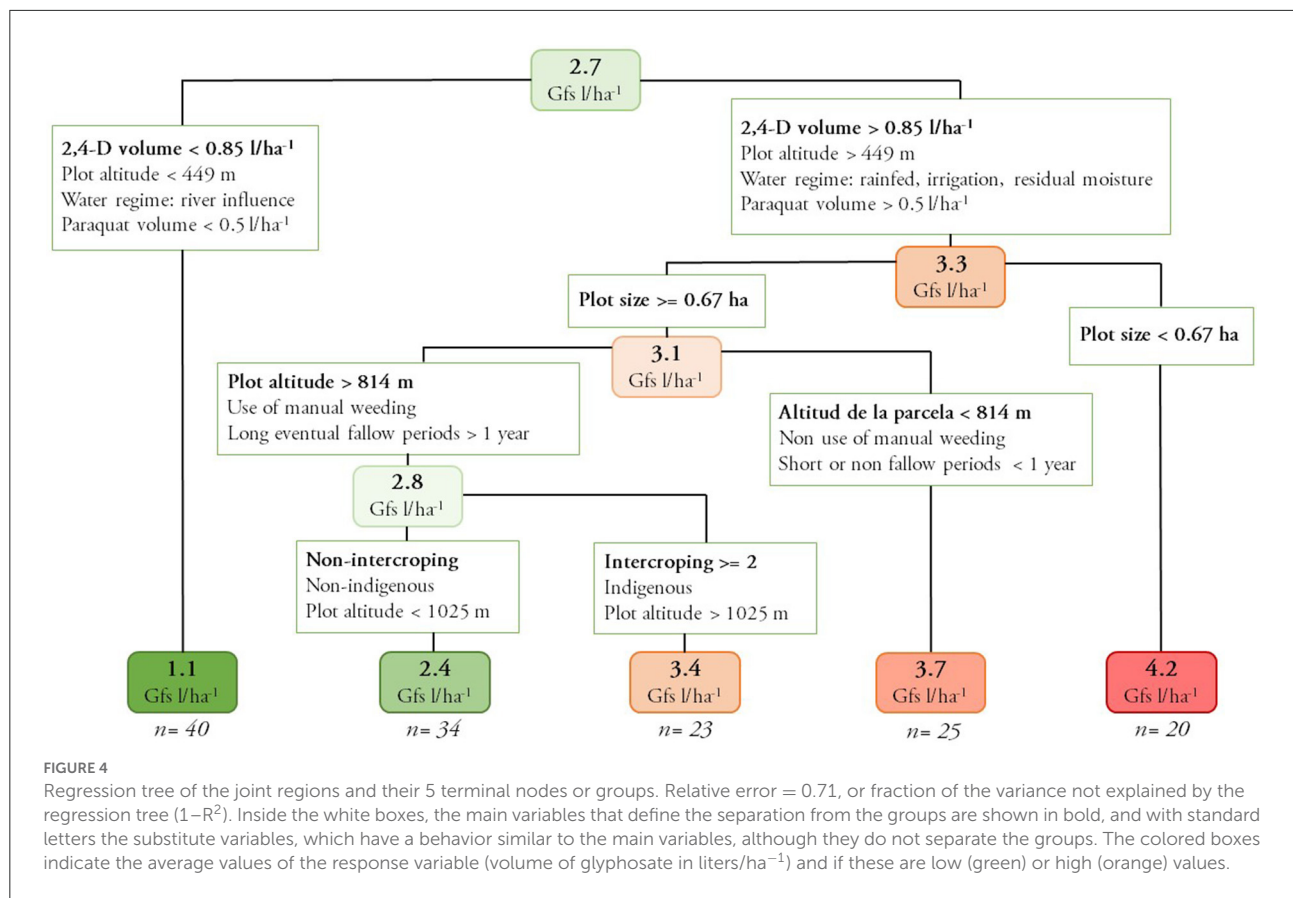 2.7
Gfs l/ha⁻¹
2,4-D volume < 0.85 l/ha⁻¹
Plot altitude < 449 m
Water regime: river influence
Paraquat volume < 0.5 l/ha⁻¹
2,4-D volume > 0.85 l/ha⁻¹
Plot altitude > 449 m
Water regime: rainfed, irrigation, residual moisture
Paraquat volume > 0.5 l/ha⁻¹
3.3
Gfs l/ha⁻¹
Plot size >= 0.67 ha
Plot size < 0.67 ha
3.1
Gfs l/ha⁻¹
Plot altitude > 814 m
Use of manual weeding
Long eventual fallow periods > 1 year
Altitud de la parcela < 814 m
Non use of manual weeding
Short or non fallow periods < 1 year
2.8
Gfs l/ha⁻¹
Non-intercroping
Non-indigenous
Plot altitude < 1025 m
Intercroping >= 2
Indigenous
Plot altitude > 1025 m
1.1
Gfs l/ha⁻¹
n= 40
2.4
Gfs l/ha⁻¹
n= 34
3.4
Gfs l/ha⁻¹
n= 23
3.7
Gfs l/ha⁻¹
n= 25
4.2
Gfs l/ha⁻¹
n= 20
FIGURE 4
Regression tree of the joint regions and their 5 terminal nodes or groups. Relative error = 0.71, or fraction of the variance not explained by the
regression tree (1–R²). Inside the white boxes, the main variables that define the separation from the groups are shown in bold, and with standard
letters the substitute variables, which have a behavior similar to the main variables, although they do not separate the groups. The colored boxes
indicate the average values of the response variable (volume of glyphosate in liters/ha⁻¹) and if these are low (green) or high (orange) values.